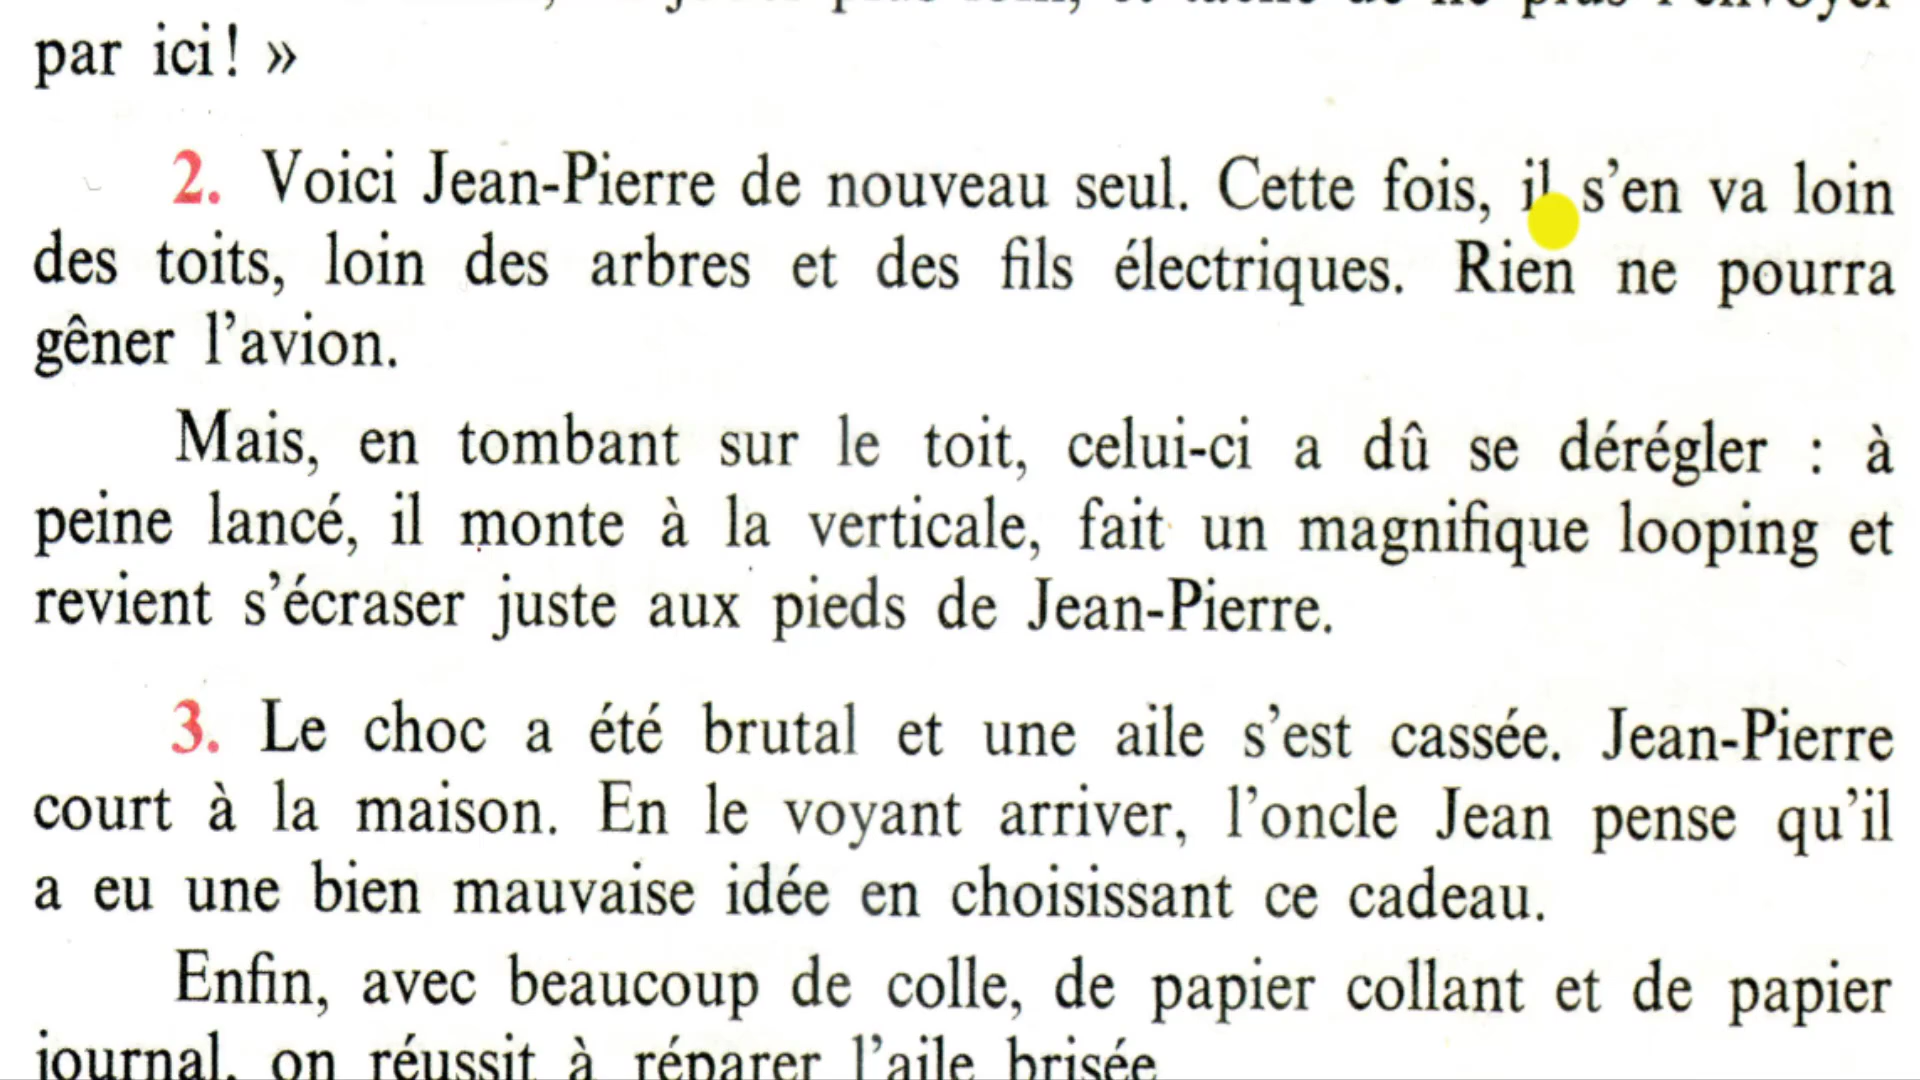 par ici ! »
2. Voici Jean-Pierre de nouveau seul. Cette fois, il s'en va loin
des toits, loin des arbres et des fils électriques. Rien ne pourra
gêner l'avion.
Mais, en tombant sur le toit, celui-ci a dû se dérégler : à
peine lancé, il monte à la verticale, fait un magnifique looping et
revient s'écraser juste aux pieds de Jean-Pierre.
3. Le choc a été brutal et une aile s'est cassée. Jean-Pierre
court à la maison. En le voyant arriver, l'oncle Jean pense qu'il
a eu une bien mauvaise idée en choisissant ce cadeau.
Enfin, avec beaucoup de colle, de papier collant et de papier
journal, on réussit à réparer l'aile brisée